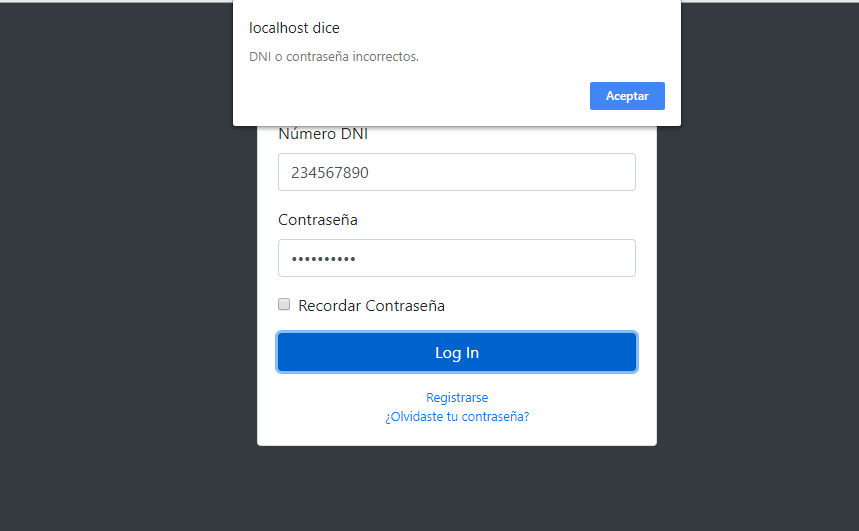 localhost dice
DNI o contraseña incorrectos.
Aceptar
Número DNI
234567890
Contraseña
••••••••••
Recordar Contraseña
Log In
Registrarse
¿Olvidaste tu contraseña?